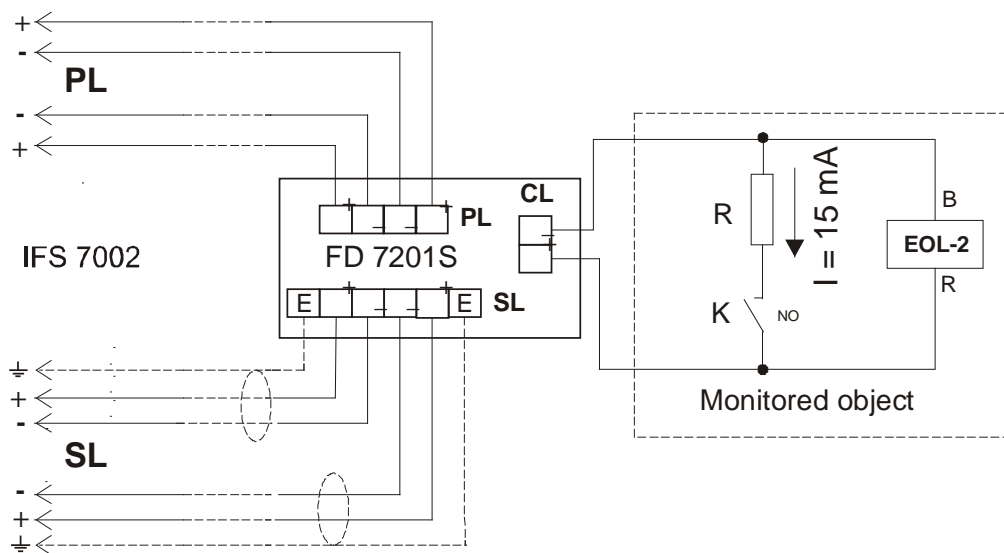 +
-
PL
-
+
IFS 7002
CL
-
+
+ - - +
PL
FD 7201S
+ - - +
E E
SL
R
I = 15 mA
K
NO
B
EOL-2
R
Monitored object
+
-
SL
-
+